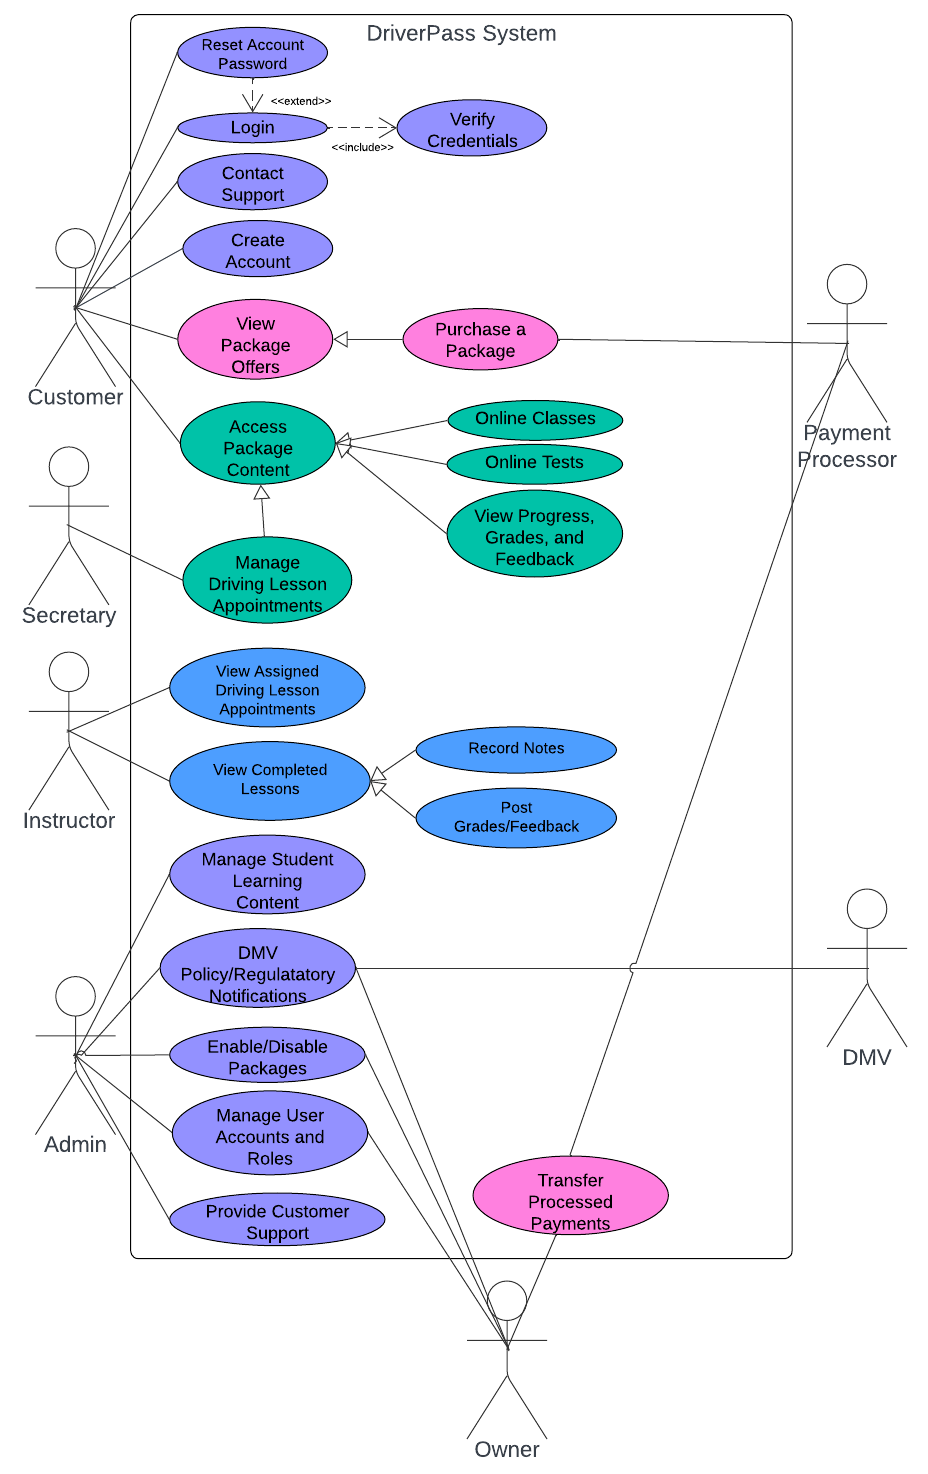 DriverPass System
Reset Account
Password
<<extend>>
Login
<<include>>
Verify
Credentials
Contact
Support
Create
Account
Customer
View
Package
Offers
Purchase a
Package
Payment
Processor
Access
Package
Content
Online Classes
Online Tests
View Progress,
Grades, and
Feedback
Secretary
Manage
Driving Lesson
Appointments
Instructor
View Assigned
Driving Lesson
Appointments
View Completed
Lessons
Record Notes
Post
Grades/Feedback
Manage Student
Learning
Content
DMV
Policy/Regulatatory
Notifications
DMV
Admin
Enable/Disable
Packages
Manage User
Accounts and
Roles
Provide Customer
Support
Transfer
Processed
Payments
Owner